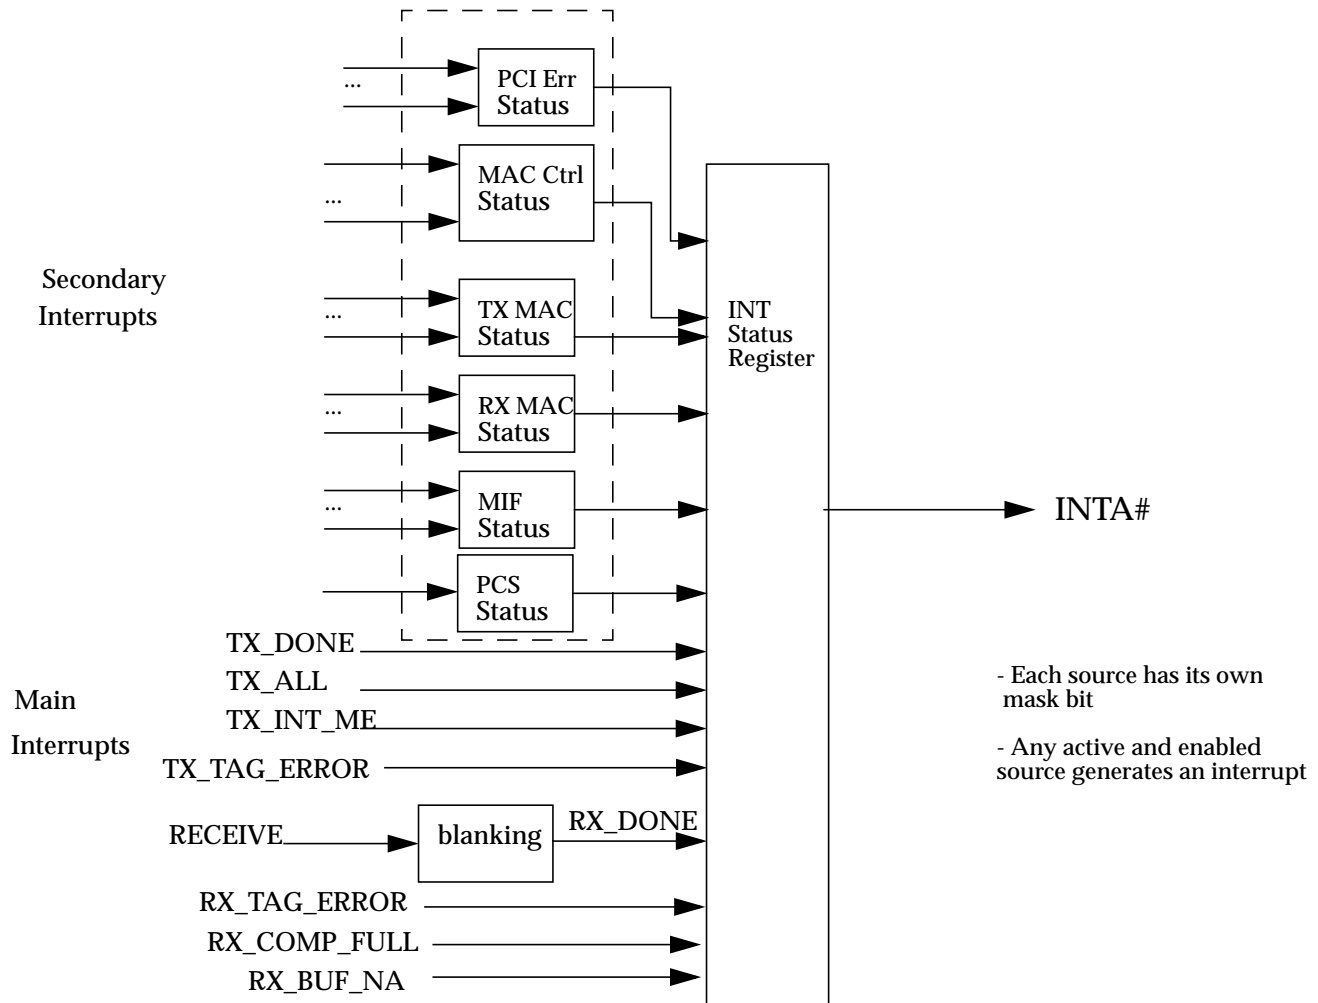 PCI Err
Status
...
MAC Ctrl
Status
...
Secondary
Interrupts
TX MAC
Status
...
INT
Status
Register
RX MAC
Status
...
MIF
Status
...
INTA#
PCS
Status
TX_DONE
TX_ALL
TX_INT_ME
TX_TAG_ERROR
Main
Interrupts
- Each source has its own
mask bit
- Any active and enabled
source generates an interrupt
RECEIVE
blanking
RX_DONE
RX_TAG_ERROR
RX_COMP_FULL
RX_BUF_NA